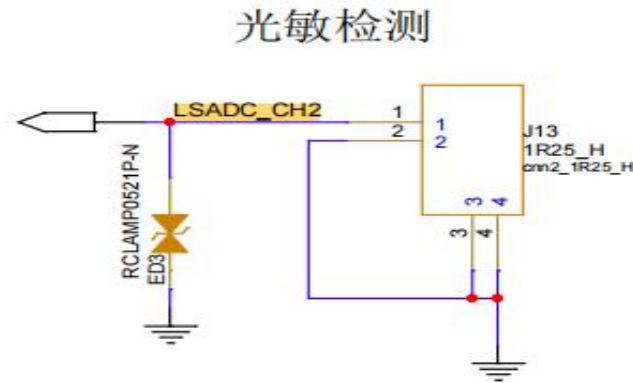 光敏检测
LSADC_CH2
1
2
1
2
J13
1R25_H
cnn2_1R25_H
3
4
3
4
RCLAMP0521P-N
ED3